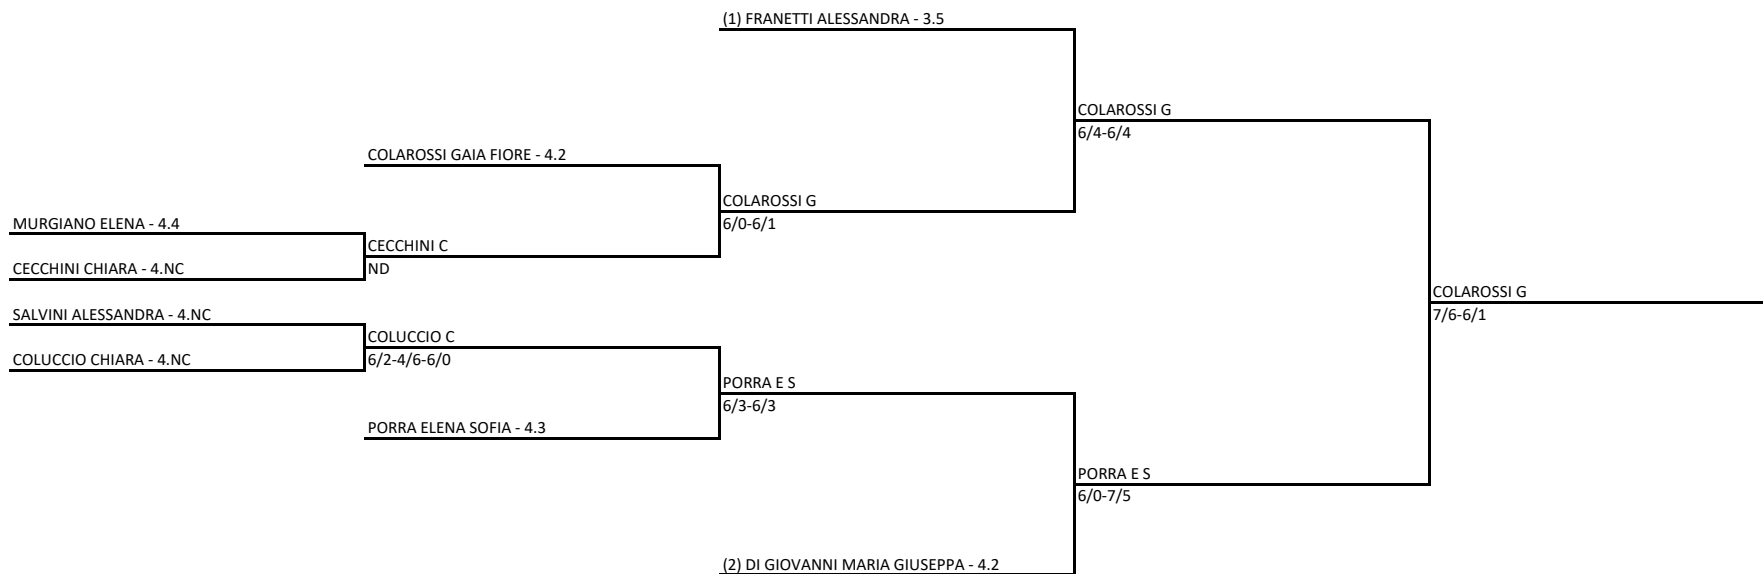 (1) FRANETTI ALESSANDRA - 3.5
COLAROSSI G
6/4-6/4
COLAROSSI GAIA FIORE - 4.2
COLAROSSI G
6/0-6/1
MURGIANO ELENA - 4.4
CECCHINI C
ND
CECCHINI CHIARA - 4.NC
COLAROSSI G
7/6-6/1
SALVINI ALESSANDRA - 4.NC
COLUCCIO C
6/2-4/6-6/0
COLUCCIO CHIARA - 4.NC
PORRA E S
6/3-6/3
PORRA ELENA SOFIA - 4.3
PORRA E S
6/0-7/5
(2) DI GIOVANNI MARIA GIUSEPPA - 4.2